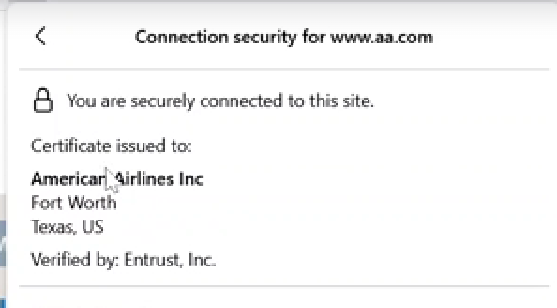 Connection security for www.aa.com
You are securely connected to this site.
Certificate issued to:
American Airlines Inc
Fort Worth
Texas, US
Verified by: Entrust, Inc.